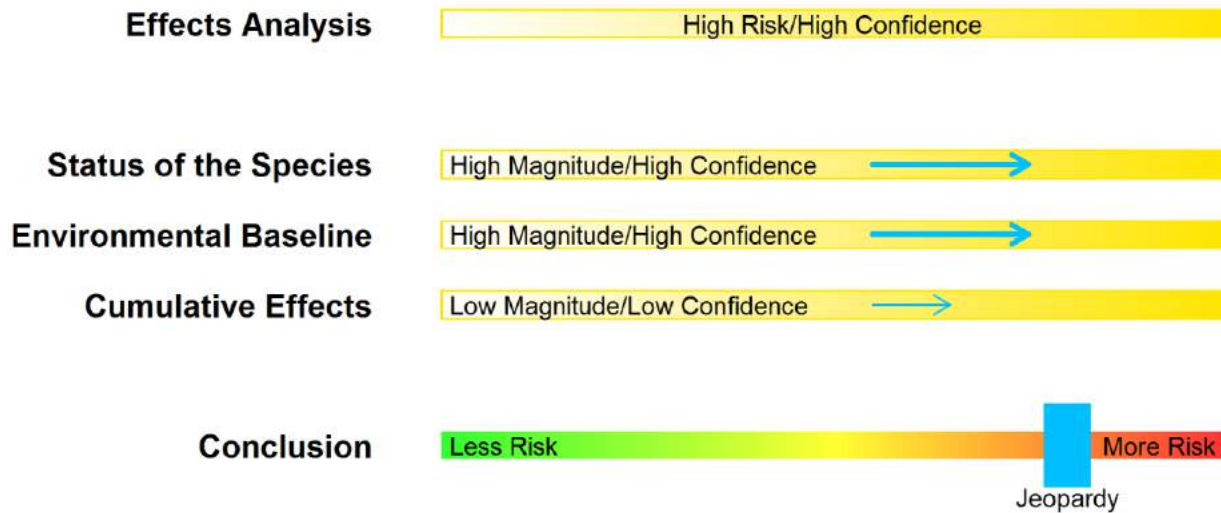 Effects Analysis High Risk/High Confidence
Status of the Species High Magnitude/High Confidence
Environmental Baseline High Magnitude/High Confidence
Cumulative Effects Low Magnitude/Low Confidence
Conclusion Less Risk More Risk
Jeopardy